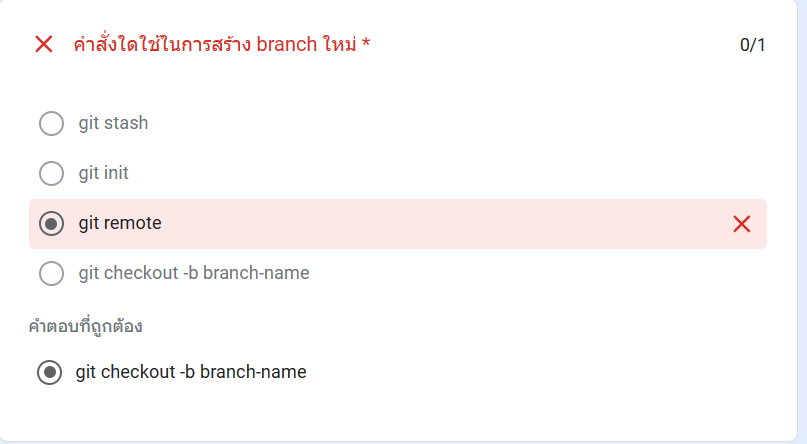 คำสั่งใดใช้ในการสร้าง branch ใหม่ *
0/1
git stash
git init
git remote
git checkout -b branch-name
คำตอบที่ถูกต้อง
git checkout -b branch-name